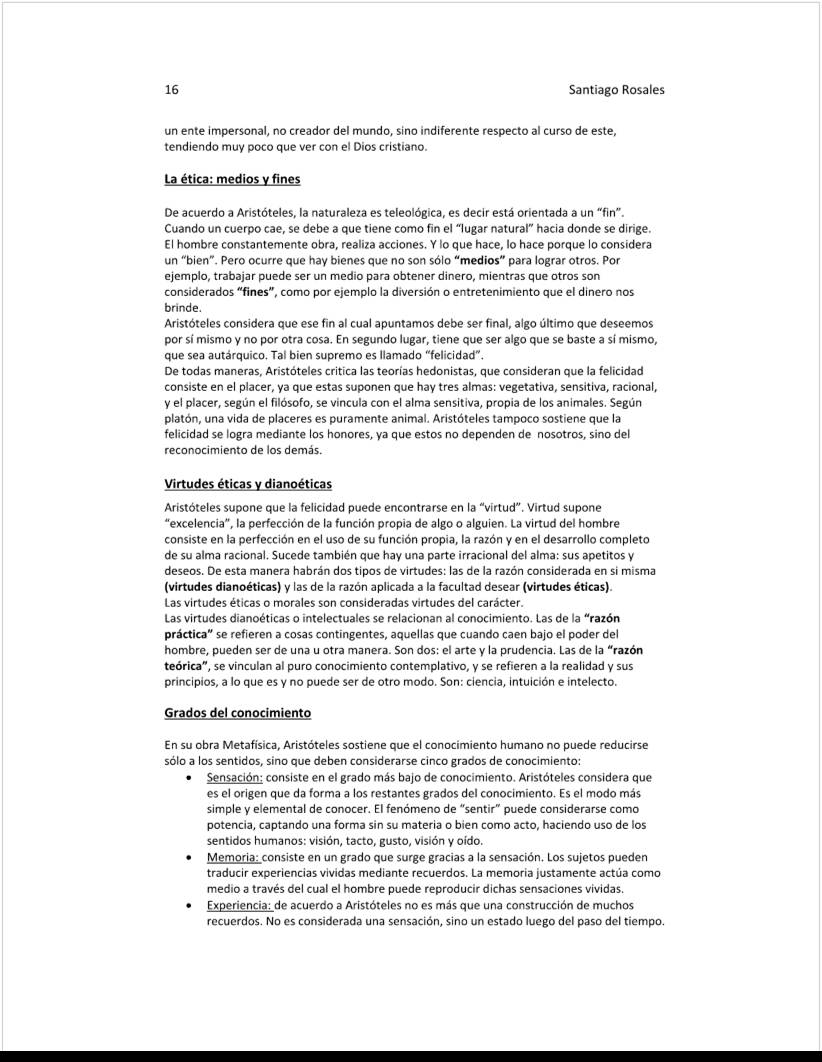 16 Santiago Rosales
un ente impersonal, no creador del mundo, sino indiferente respecto al curso de este,
tendiendo muy poco que ver con el Dios cristiano.
La ética: medios y fines
De acuerdo a Aristóteles, la naturaleza es teleológica, es decir está orientada a un “fin”.
Cuando un cuerpo cae, se debe a que tiene como fin el “lugar natural” hacia donde se dirige.
El hombre constantemente obra, realiza acciones. Y lo que hace, lo hace porque lo considera
un “bien”. Pero ocurre que hay bienes que no son sólo “medios” para lograr otros. Por
ejemplo, trabajar puede ser un medio para obtener dinero, mientras que otros son
considerados “fines”, como por ejemplo la diversión o entretenimiento que el dinero nos
brinde.
Aristóteles considera que ese fin al cual apuntamos debe ser final, algo último que deseemos
por sí mismo y no por otra cosa. En segundo lugar, tiene que ser algo que se baste a sí mismo,
que sea autárquico. Tal bien supremo es llamado “felicidad”.
De todas maneras, Aristóteles critica las teorías hedonistas, que consideran que la felicidad
consiste en el placer, ya que estas suponen que hay tres almas: vegetativa, sensitiva, racional,
y el placer, según el filósofo, se vincula con el alma sensitiva, propia de los animales. Según
platón, una vida de placeres es puramente animal. Aristóteles tampoco sostiene que la
felicidad se logra mediante los honores, ya que estos no dependen de nosotros, sino del
reconocimiento de los demás.
Virtudes éticas y dianoéticas
Aristóteles supone que la felicidad puede encontrarse en la “virtud”. Virtud supone
“excelencia”, la perfección de la función propia de algo o alguien. La virtud del hombre
consiste en la perfección en el uso de su función propia, la razón y en el desarrollo completo
de su alma racional. Sucede también que hay una parte irracional del alma: sus apetitos y
deseos. De esta manera habrán dos tipos de virtudes: las de la razón considerada en si misma
(virtudes dianoéticas) y las de la razón aplicada a la facultad desear (virtudes éticas).
Las virtudes éticas o morales son consideradas virtudes del carácter.
Las virtudes dianoéticas o intelectuales se relacionan al conocimiento. Las de la “razón
práctica” se refieren a cosas contingentes, aquellas que cuando caen bajo el poder del
hombre, pueden ser de una u otra manera. Son dos: el arte y la prudencia. Las de la “razón
teórica”, se vinculan al puro conocimiento contemplativo, y se refieren a la realidad y sus
principios, a lo que es y no puede ser de otro modo. Son: ciencia, intuición e intelecto.
Grados del conocimiento
En su obra Metafísica, Aristóteles sostiene que el conocimiento humano no puede reducirse
sólo a los sentidos, sino que deben considerarse cinco grados de conocimiento:
• Sensación: consiste en el grado más bajo de conocimiento. Aristóteles considera que
es el origen que da forma a los restantes grados del conocimiento. Es el modo más
simple y elemental de conocer. El fenómeno de “sentir” puede considerarse como
potencia, captando una forma sin su materia o bien como acto, haciendo uso de los
sentidos humanos: visión, tacto, gusto, visión y oído.
• Memoria: consiste en un grado que surge gracias a la sensación. Los sujetos pueden
traducir experiencias vividas mediante recuerdos. La memoria justamente actúa como
medio a través del cual el hombre puede reproducir dichas sensaciones vividas.
• Experiencia: de acuerdo a Aristóteles no es más que una construcción de muchos
recuerdos. No es considerada una sensación, sino un estado luego del paso del tiempo.